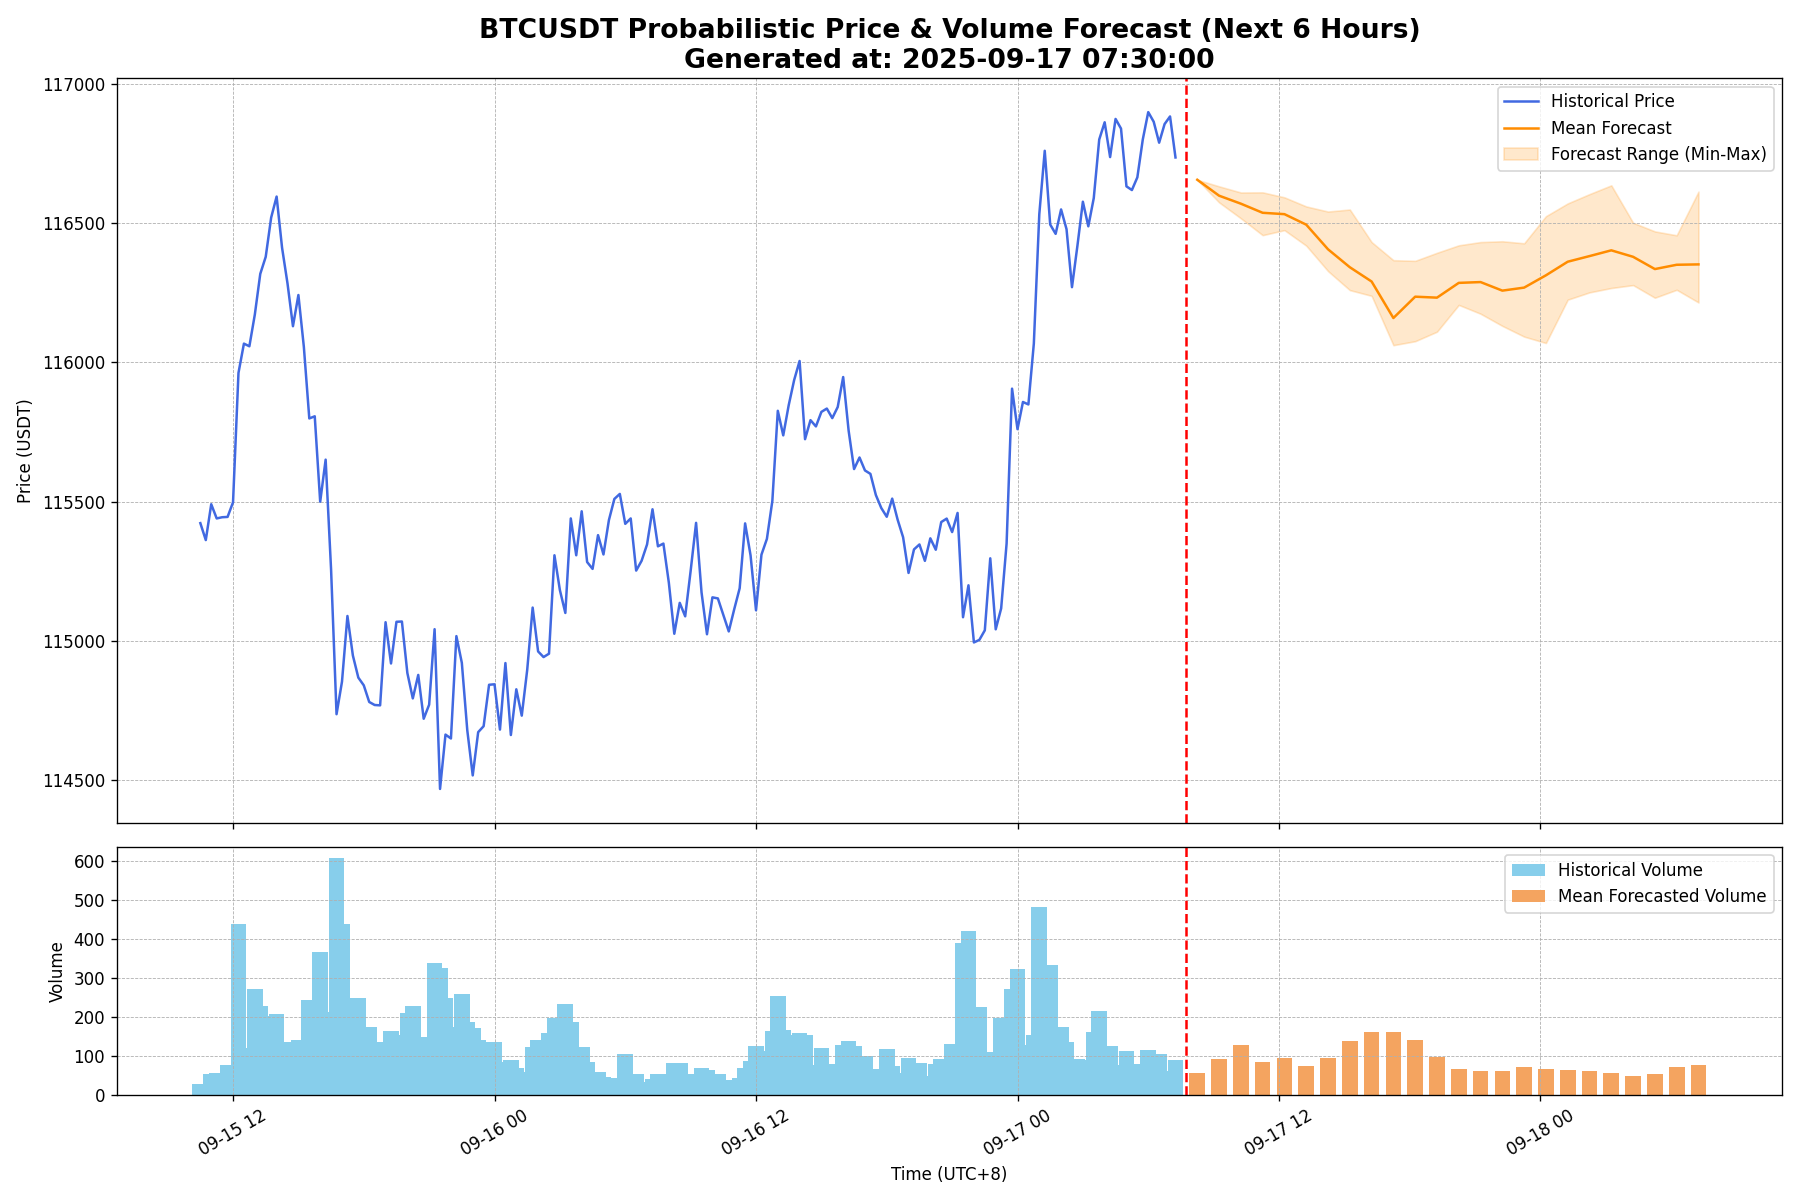 BTCUSDT Probabilistic Price & Volume Forecast (Next 6 Hours)
Generated at: 2025-09-17 07:30:00
117000
116500
116000
115500
115000
114500
Price (USDT)
Historical Price
Mean Forecast
Forecast Range (Min-Max)
600
500
400
300
200
100
0
Volume
Historical Volume
Mean Forecasted Volume
09-15 12
09-16 00
09-16 12
09-17 00
09-17 12
09-18 00
Time (UTC+8)